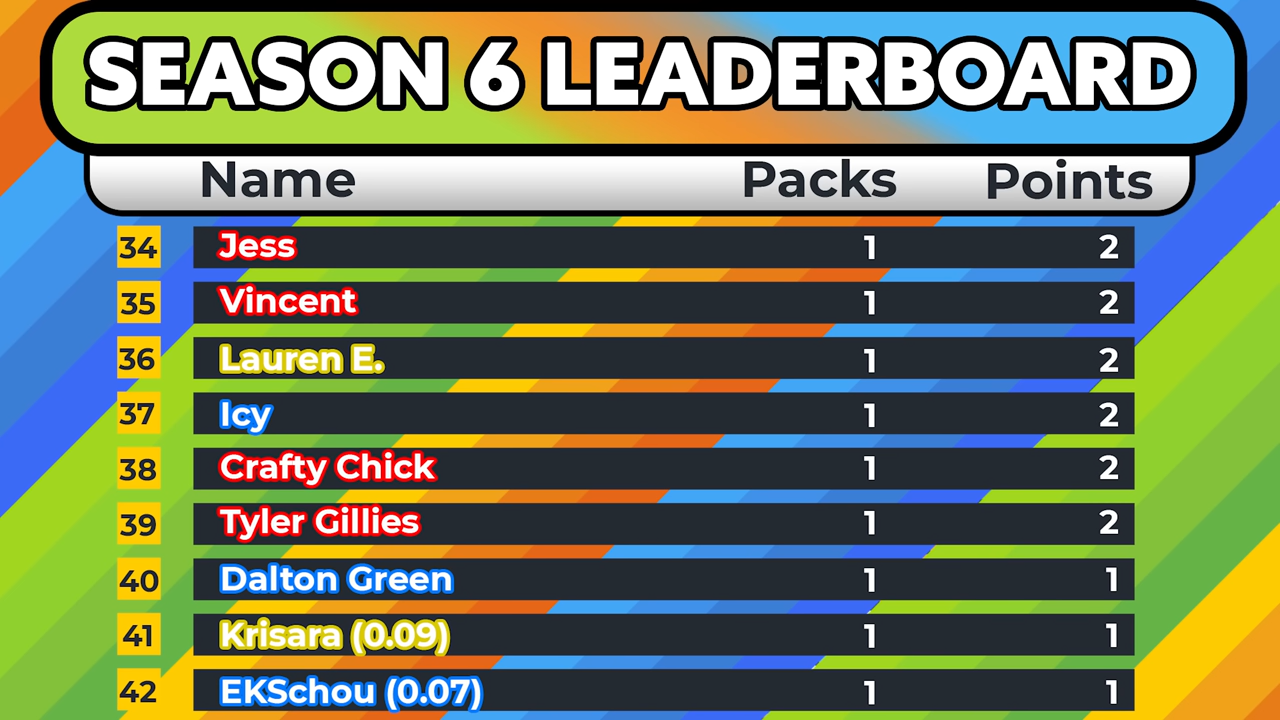 SEASON 6 LEADERBOARD
Name Packs Points
34 Jess 1 2
35 Vincent 1 2
36 Lauren E. 1 2
37 Icy 1 2
38 Crafty Chick 1 2
39 Tyler Gillies 1 2
40 Dalton Green 1 1
41 Krisara (0.09) 1 1
42 EKSchou (0.07) 1 1